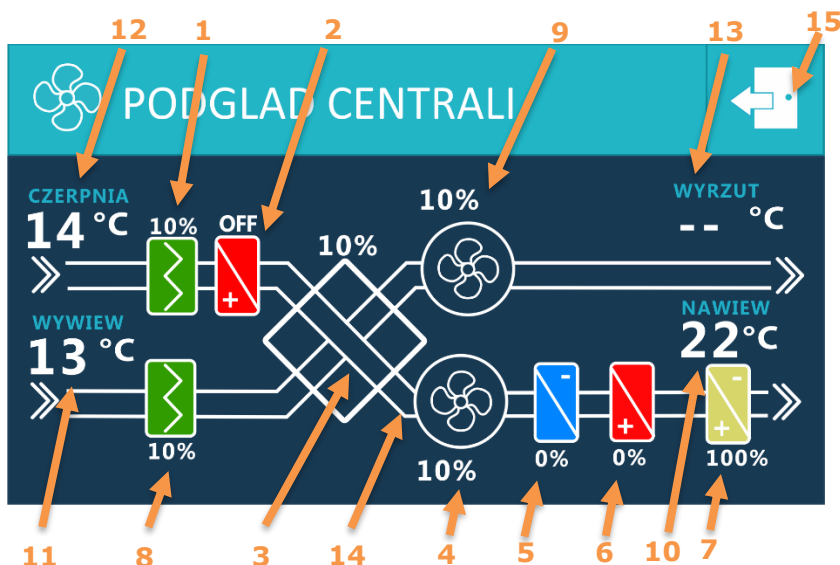 12 1 2 9 13 15
PODGLAD CENTRALI
CZERPNIA
14 °C
10%
OFF
+
10%
10%
WYRZUT
-- °C
WYWIEW
13 °C
NAWIEW
22°C
10%
10%
-
0%
+
0%
-
+
100%
11 8 3 14 4 5 6 10 7